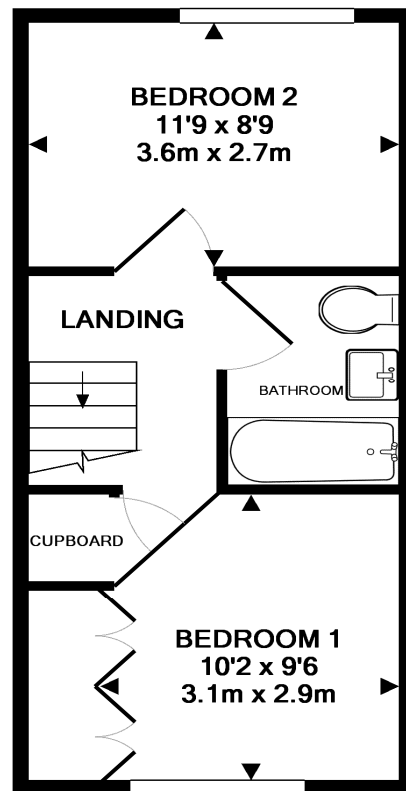 BEDROOM 2
11'9 x 8'9
3.6m x 2.7m
LANDING
BATHROOM
CUPBOARD
BEDROOM 1
10'2 x 9'6
3.1m x 2.9m